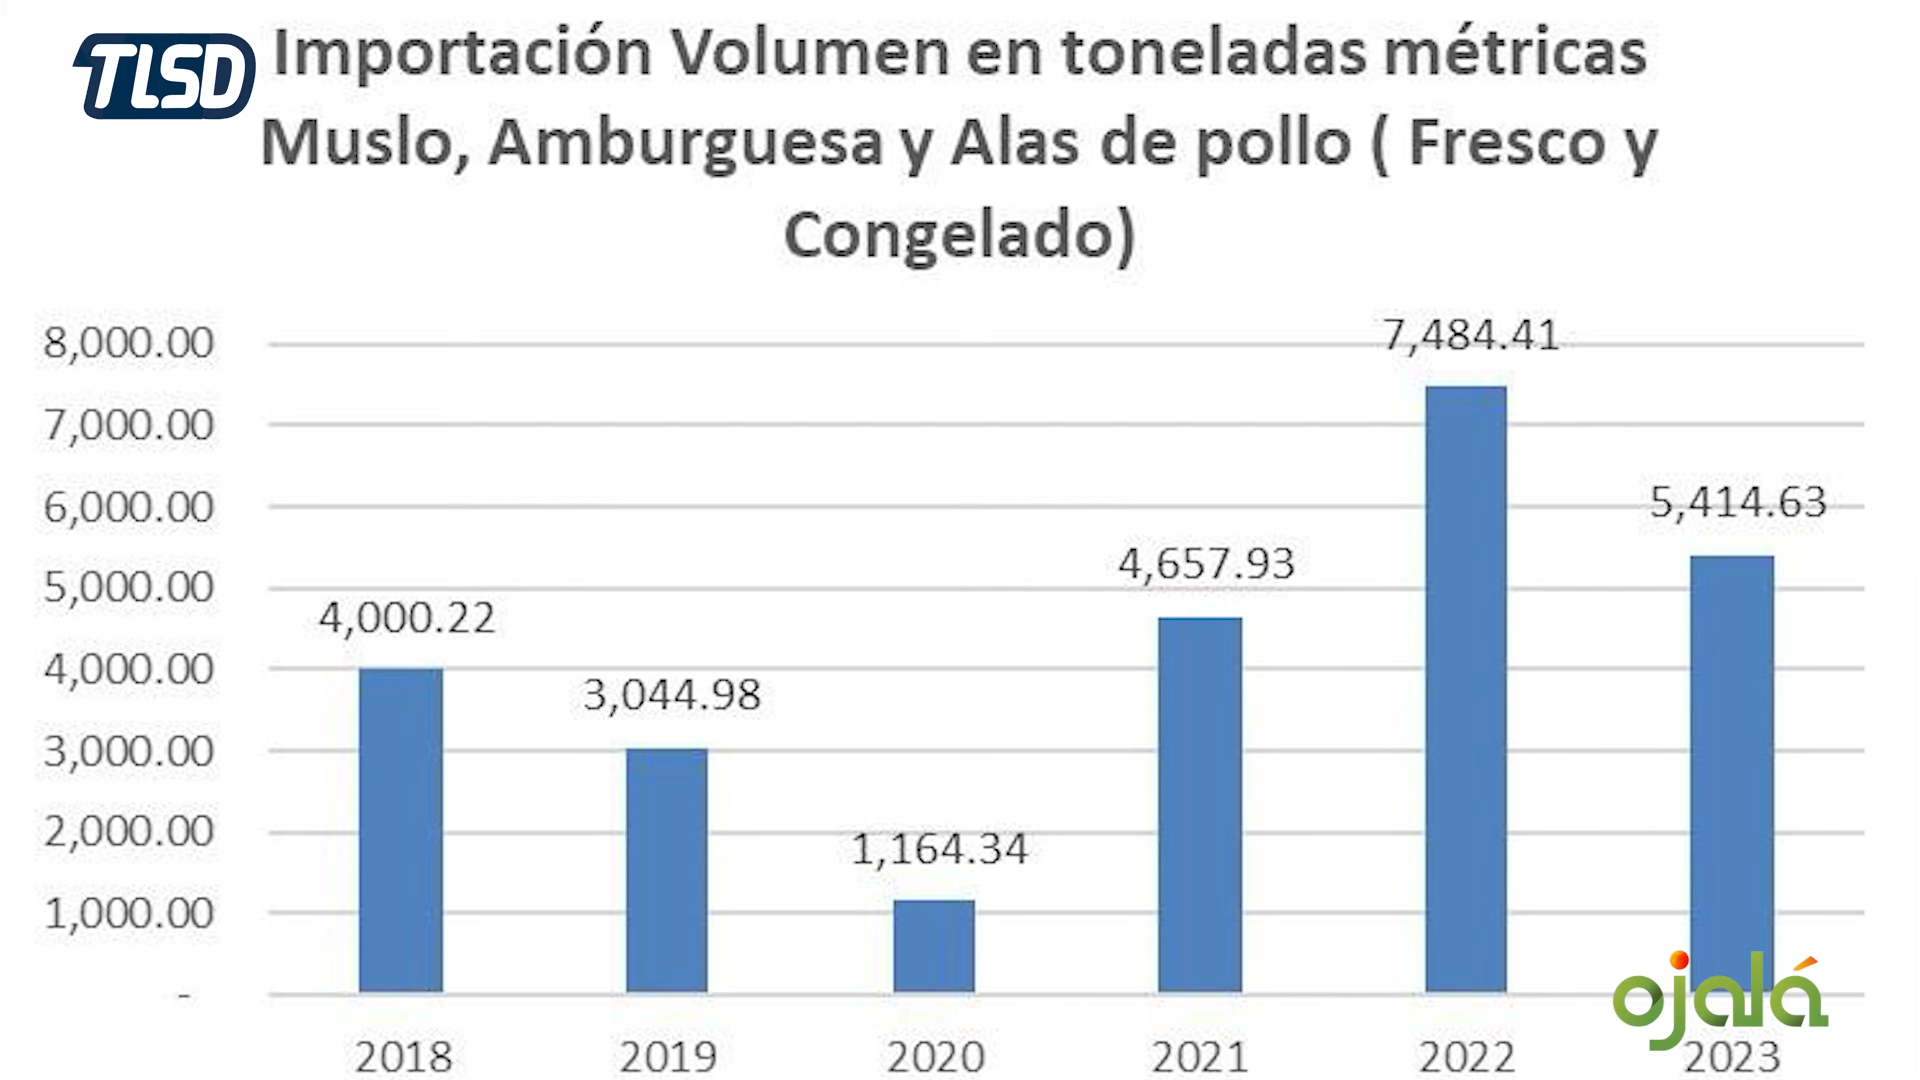 TLSD
Importación Volumen en toneladas métricas
Muslo, Amburguesa y Alas de pollo ( Fresco y
Congelado)
8,000.00
7,000.00
6,000.00
5,000.00
4,000.00
3,000.00
2,000.00
1,000.00
-
4,000.22
3,044.98
1,164.34
4,657.93
7,484.41
5,414.63
2018 2019 2020 2021 2022 2023
ojalá